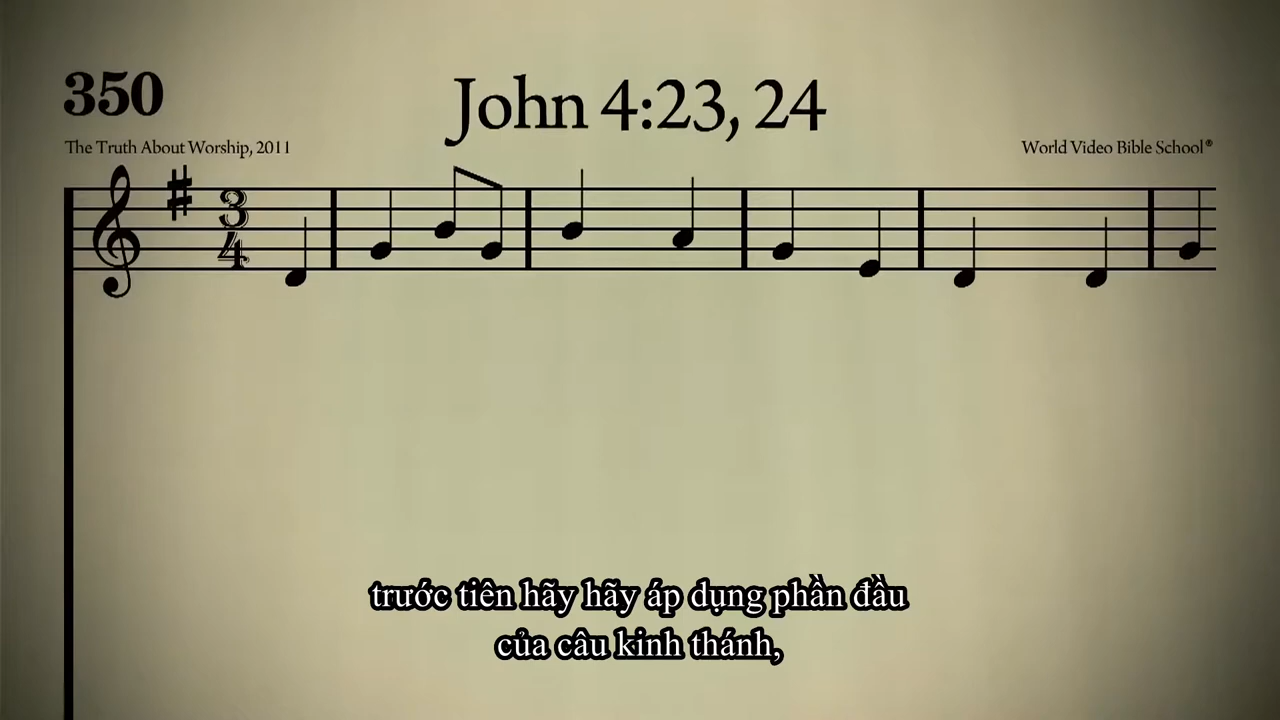 350
John 4:23, 24
The Truth About Worship, 2011
World Video Bible School®
3
4
trước tiên hãy hãy áp dụng phần đầu
của câu kinh thánh,